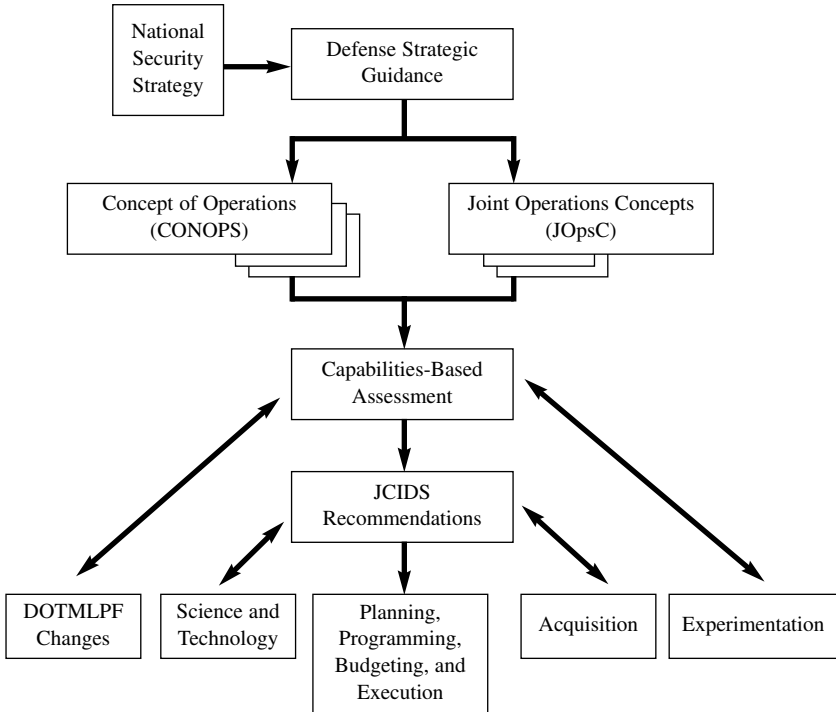 National
Security
Strategy
Defense Strategic
Guidance
Concept of Operations
(CONOPS)
Joint Operations Concepts
(JOpsC)
Capabilities-Based
Assessment
JCIDS
Recommendations
DOTMLPF
Changes
Science and
Technology
Planning,
Programming,
Budgeting, and
Execution
Acquisition
Experimentation